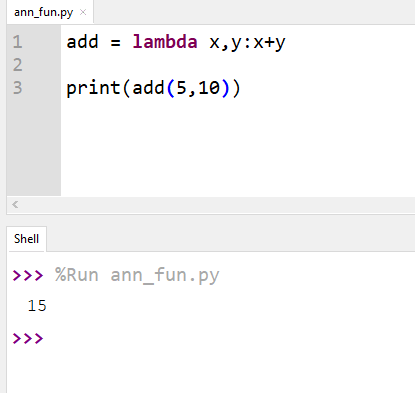 ann_fun.py ×
1 add = lambda x,y:x+y
2
3 print(add(5,10))
<
Shell
>>> %Run ann_fun.py
15
>>>